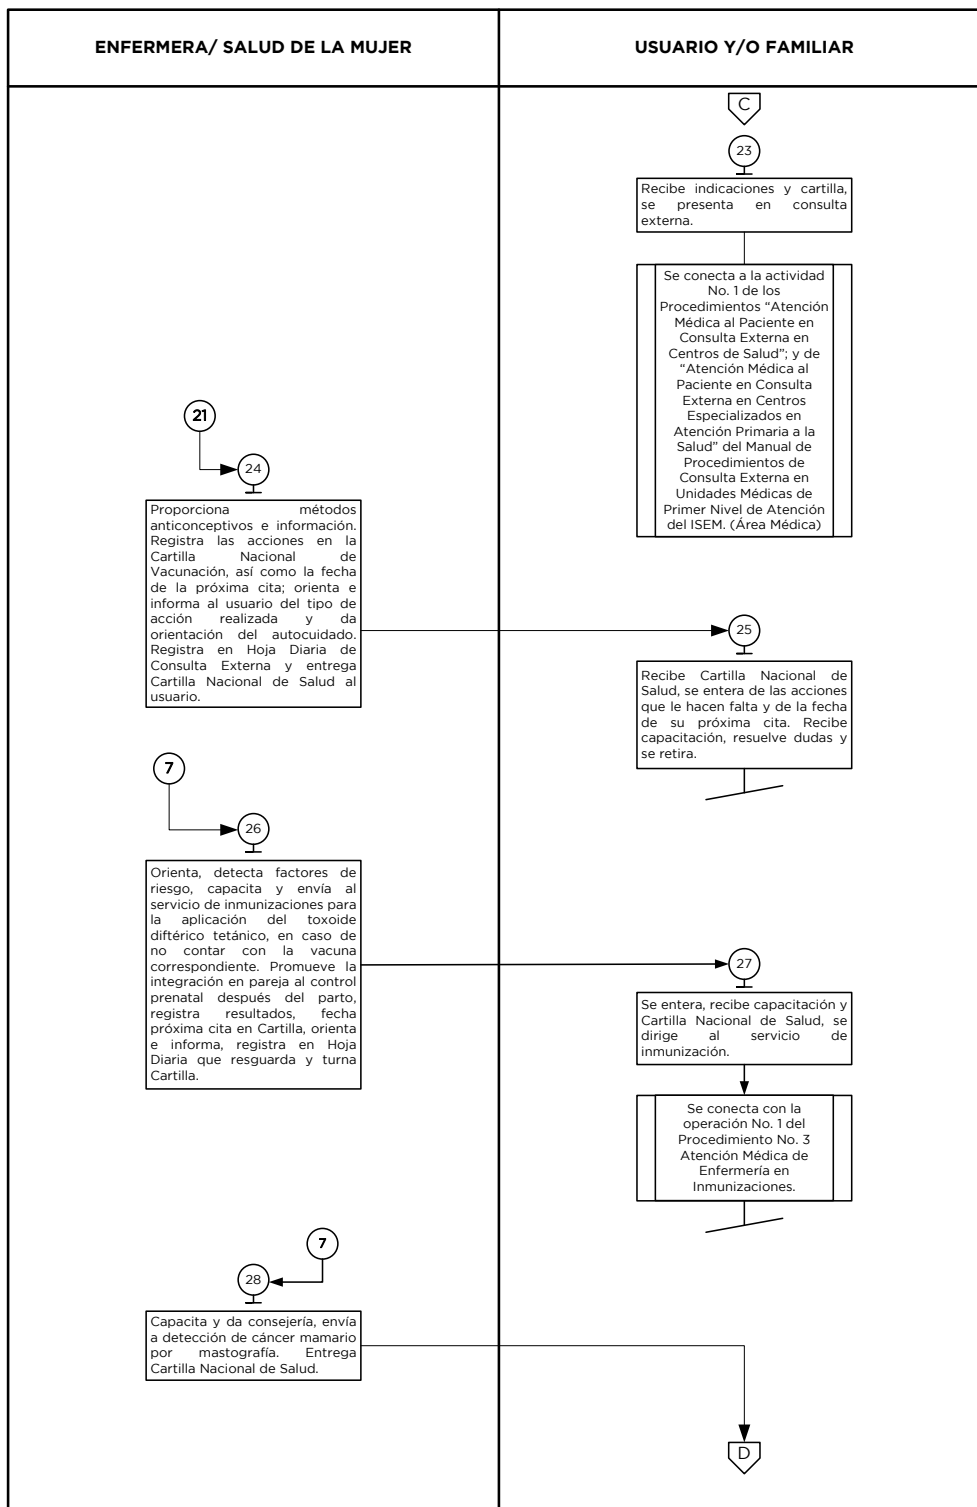 ENFERMERA/ SALUD DE LA MUJER
USUARIO Y/O FAMILIAR
C
23
Recibe indicaciones y cartilla,
se presenta en consulta
externa.
Se conecta a la actividad
No. 1 de los
Procedimientos “Atención
Médica al Paciente en
Consulta Externa en
Centros de Salud”; y de
“Atención Médica al
Paciente en Consulta
Externa en Centros
Especializados en
Atención Primaria a la
Salud” del Manual de
Procedimientos de
Consulta Externa en
Unidades Médicas de
Primer Nivel de Atención
del ISEM. (Área Médica)
21
24
Proporciona métodos
anticonceptivos e información.
Registra las acciones en la
Cartilla Nacional de
Vacunación, así como la fecha
de la próxima cita; orienta e
informa al usuario del tipo de
acción realizada y da
orientación del autocuidado.
Registra en Hoja Diaria de
Consulta Externa y entrega
Cartilla Nacional de Salud al
usuario.
25
Recibe Cartilla Nacional de
Salud, se entera de las acciones
que le hacen falta y de la fecha
de su próxima cita. Recibe
capacitación, resuelve dudas y
se retira.
7
26
Orienta, detecta factores de
riesgo, capacita y envía al
servicio de inmunizaciones para
la aplicación del toxoide
diftérico tetánico, en caso de
no contar con la vacuna
correspondiente. Promueve la
integración en pareja al control
prenatal después del parto,
registra resultados, fecha
próxima cita en Cartilla, orienta
e informa, registra en Hoja
Diaria que resguarda y turna
Cartilla.
27
Se entera, recibe capacitación y
Cartilla Nacional de Salud, se
dirige al servicio de
inmunización.
Se conecta con la
operación No. 1 del
Procedimiento No. 3
Atención Médica de
Enfermería en
Inmunizaciones.
7
28
Capacita y da consejería, envía
a detección de cáncer mamario
por mastografía. Entrega
Cartilla Nacional de Salud.
D